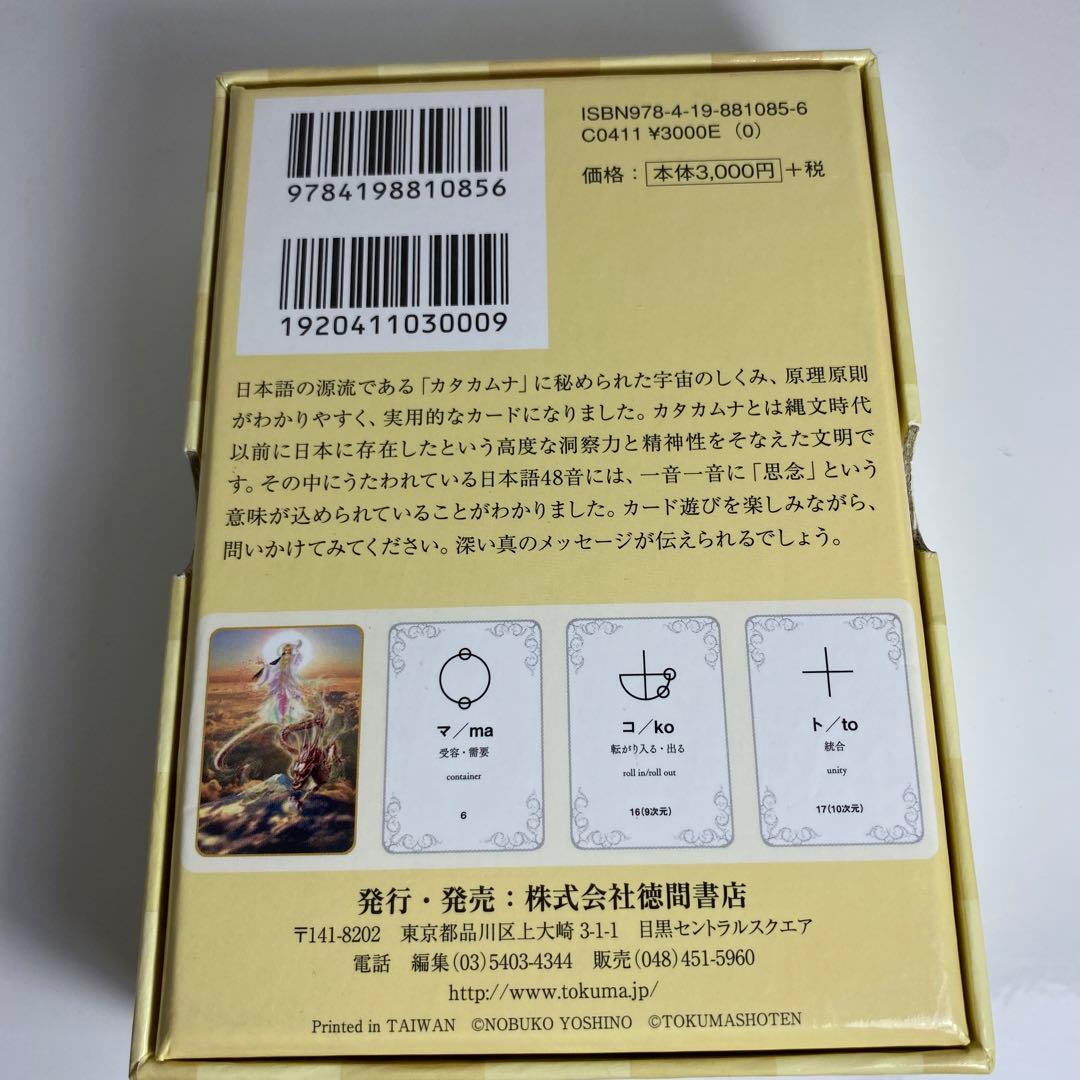 ISBN978-4-19-881085-6
C0411 ¥3000E (0)
価格：本体3,000円＋税
9784198810856
1920411030009
日本語の源流である「カタカムナ」に秘められた宇宙のしくみ、原理原則
がわかりやすく、実用的なカードになりました。カタカムナとは縄文時代
以前に日本に存在したという高度な洞察力と精神性をそなえた文明で
す。その中にうたわれている日本語48音には、一音一音に「思念」という
意味が込められていることがわかりました。カード遊びを楽しみながら、
問いかけてみてください。深い真のメッセージが伝えられるでしょう。
マ／ma
受容・需要
container
6
コ／ko
転がり入る・出る
roll in/roll out
16(9次元)
ト／to
統合
unity
17(10次元)
発行・発売：株式会社徳間書店
〒141-8202 東京都品川区上大崎 3-1-1 目黒セントラルスクエア
電話 編集(03)5403-4344 販売(048)451-5960
http://www.tokuma.jp/
Printed in TAIWAN ©NOBUKO YOSHINO ©TOKUMASHOTEN